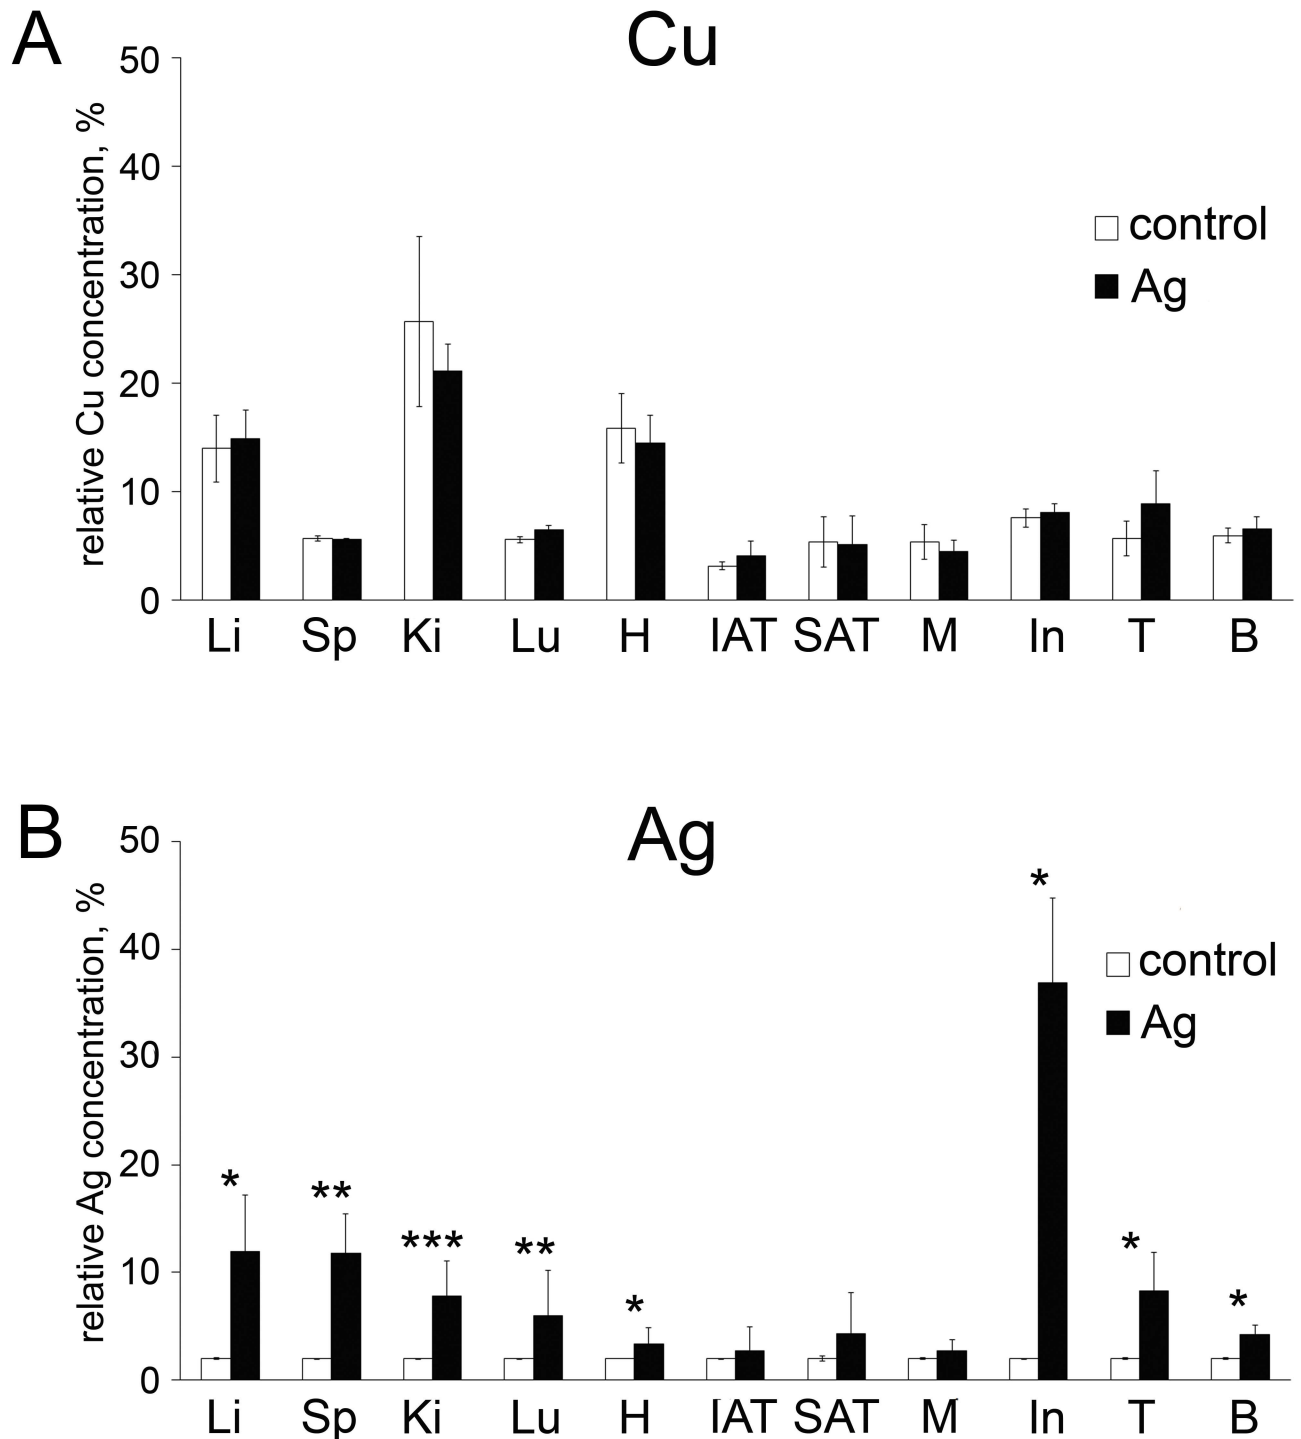 A
Cu
50
40
30
20
10
0
relative Cu concentration, %
control
Ag
Li Sp Ki Lu H IAT SAT M In T B
B
Ag
50
40
30
20
10
0
relative Ag concentration, %
control
Ag
* ** *** ** * * * *
Li Sp Ki Lu H IAT SAT M In T B